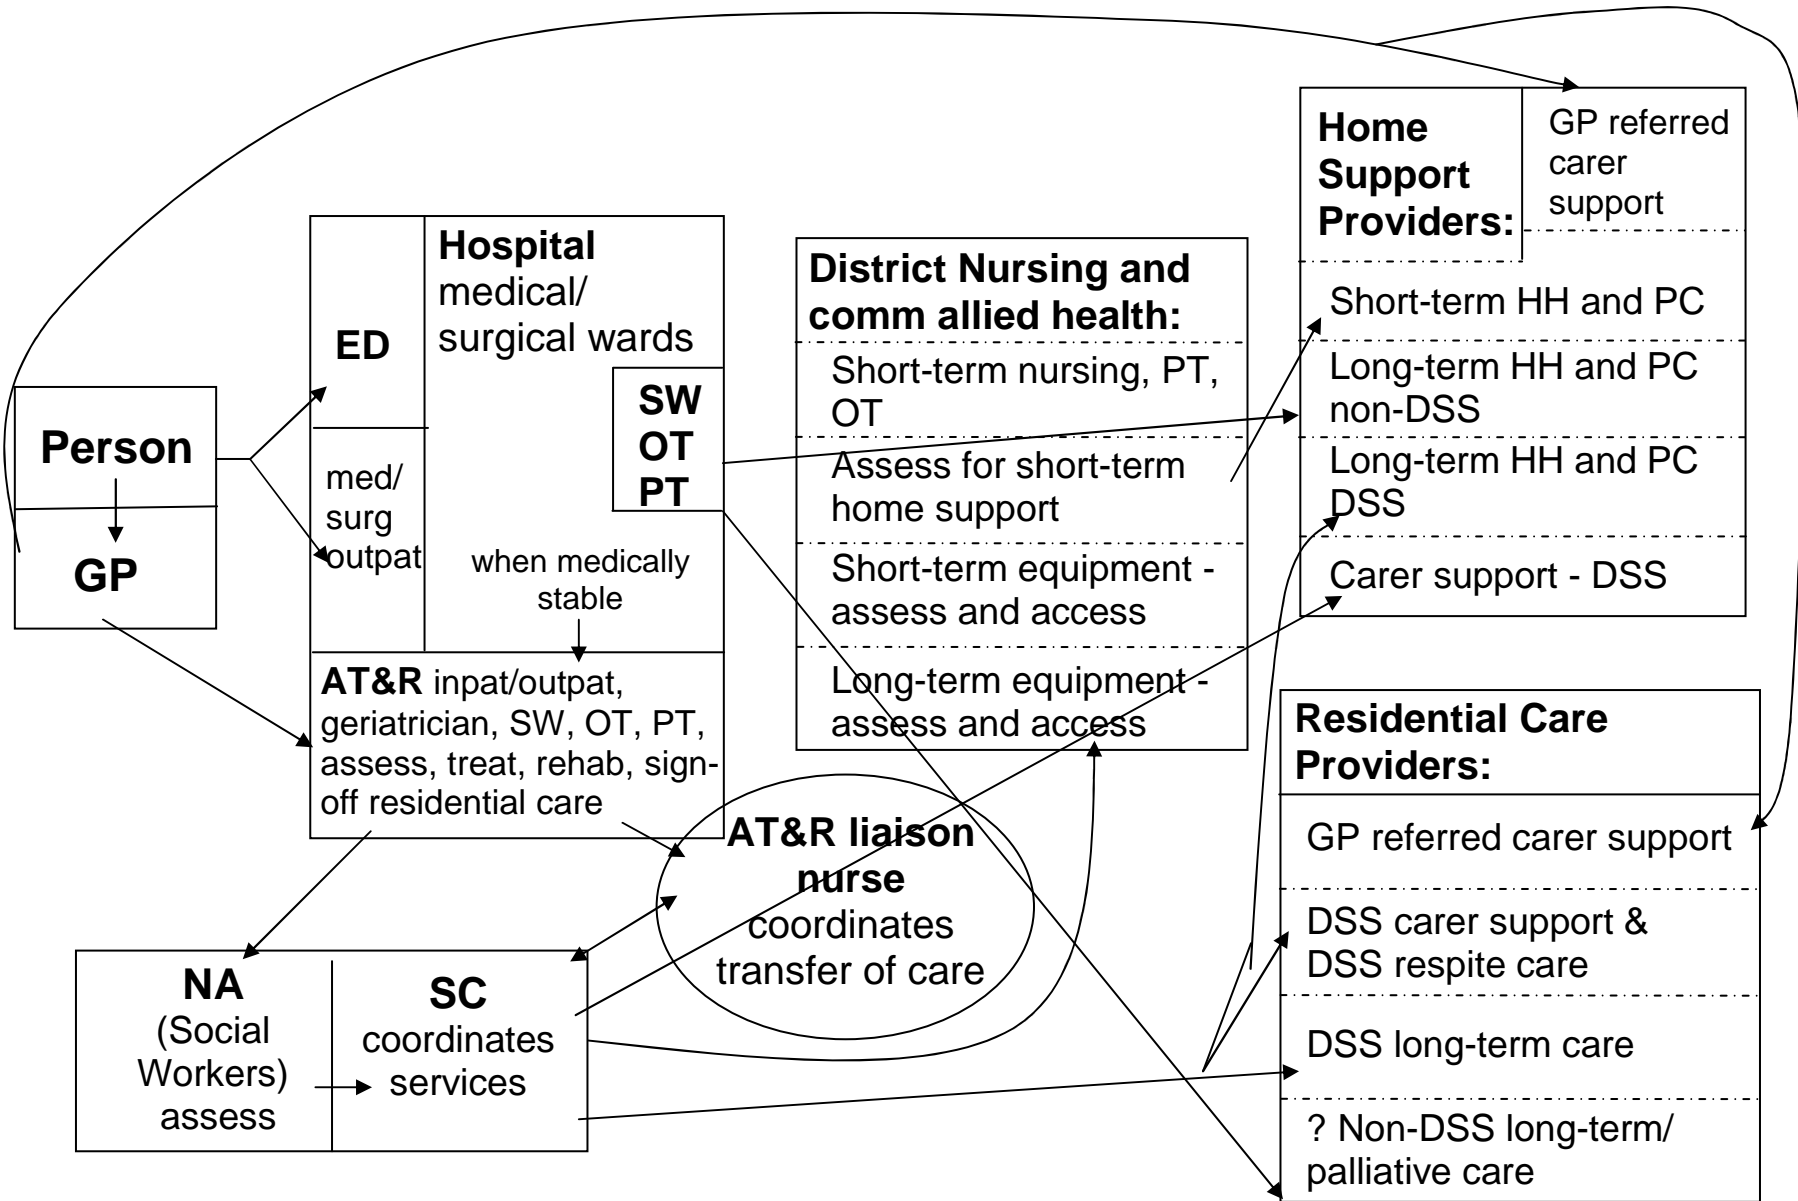 Person
GP
ED
med/
surg
outpat
Hospital
medical/
surgical wards
SW
OT
PT
when medically
stable
AT&R inpat/outpat,
geriatrician, SW, OT, PT,
assess, treat, rehab, sign-
off residential care
NA
(Social
Workers)
assess
SC
coordinates
services
AT&R liaison
nurse
coordinates
transfer of care
District Nursing and
comm allied health:
Short-term nursing, PT,
OT
Assess for short-term
home support
Short-term equipment -
assess and access
Long-term equipment -
assess and access
Home
Support
Providers:
GP referred
carer
support
Short-term HH and PC
Long-term HH and PC
non-DSS
Long-term HH and PC
DSS
Carer support - DSS
Residential Care
Providers:
GP referred carer support
DSS carer support &
DSS respite care
DSS long-term care
? Non-DSS long-term/
palliative care